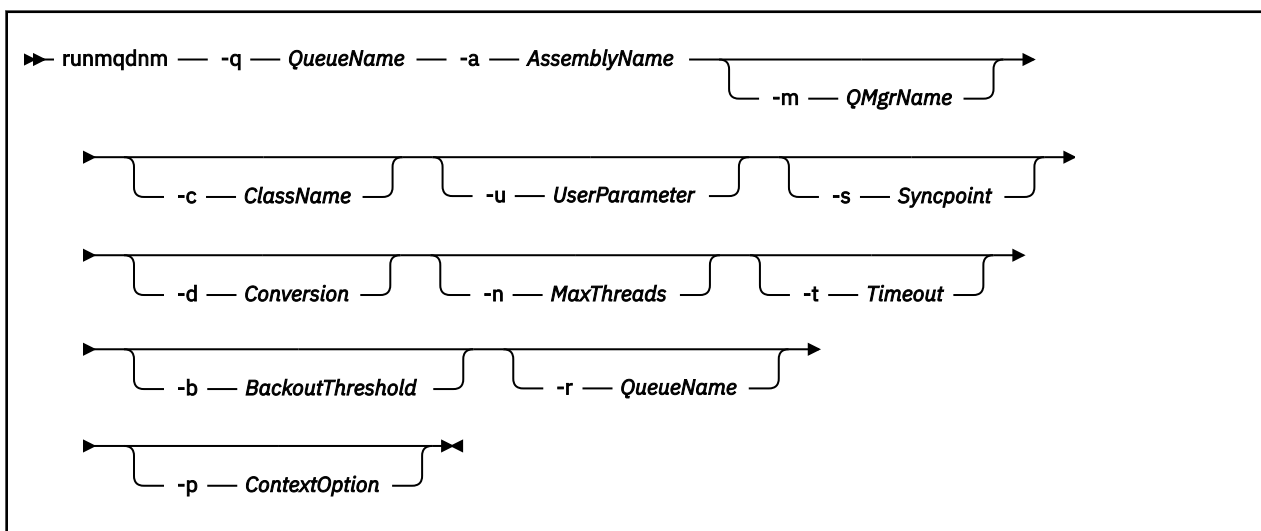 runmqdnm -q QueueName -a AssemblyName
-m QMgrName
-c ClassName -u UserParameter -s Syncpoint
-d Conversion -n MaxThreads -t Timeout
-b BackoutThreshold -r QueueName
-p ContextOption